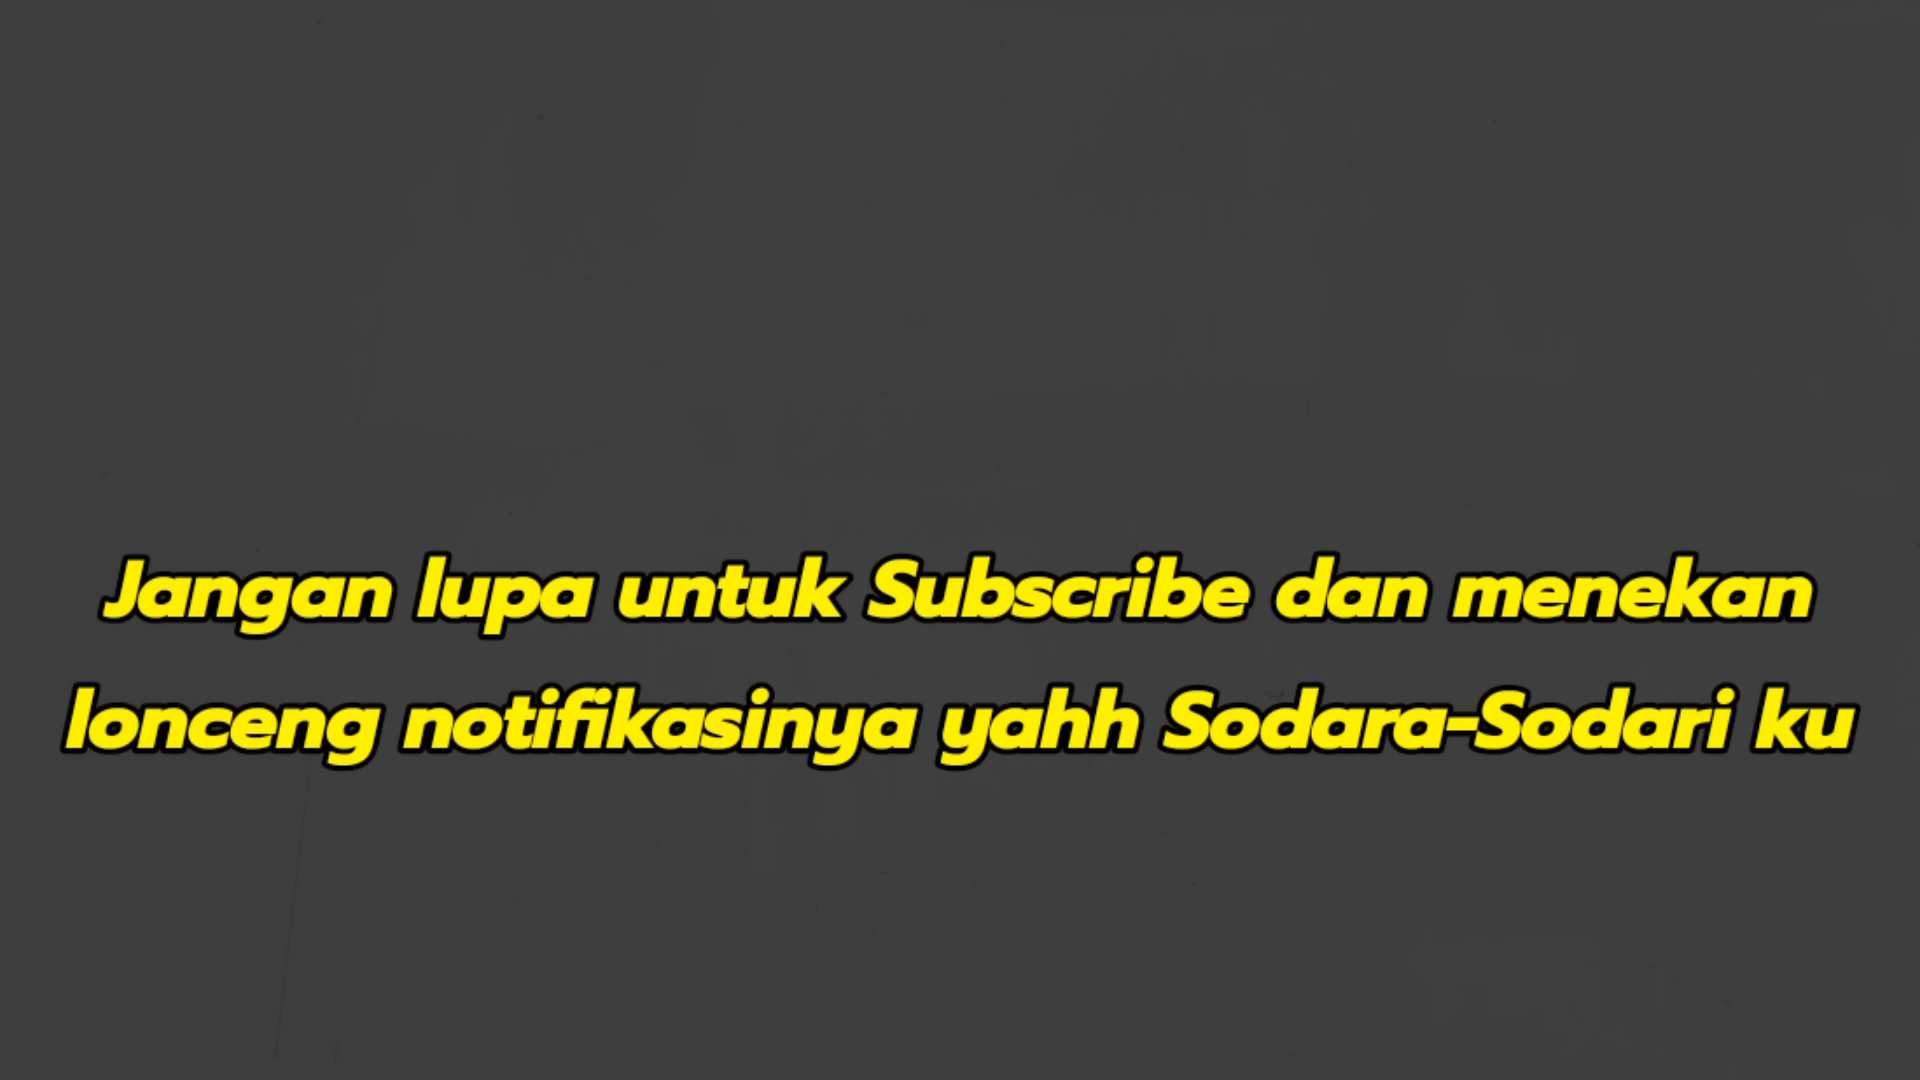 Jangan lupa untuk Subscribe dan menekan
lonceng notifikasinya yahh Sodara-Sodari ku